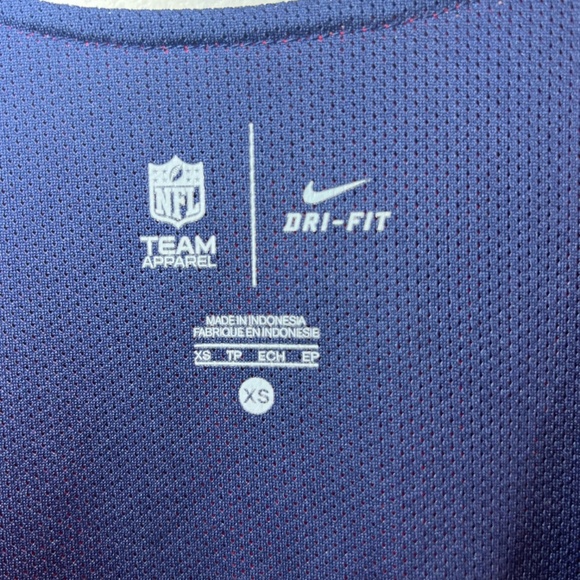 NFL
TEAM
APPAREL
DRI-FIT
MADE IN INDONESIA
FABRIQUE EN INDONESIE
XS TP ECH EP
XS